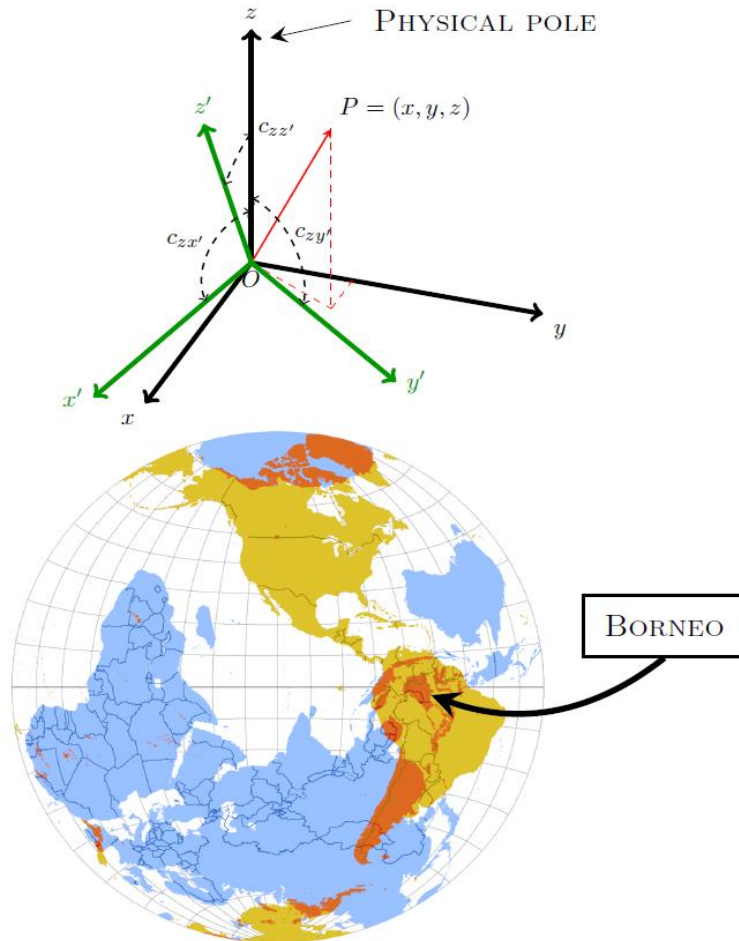 z
PHYSICAL POLE
z′
c_{zz′}
P = (x, y, z)
c_{zx′}
c_{zy′}
O
y
x′
x
y′
BORNEO